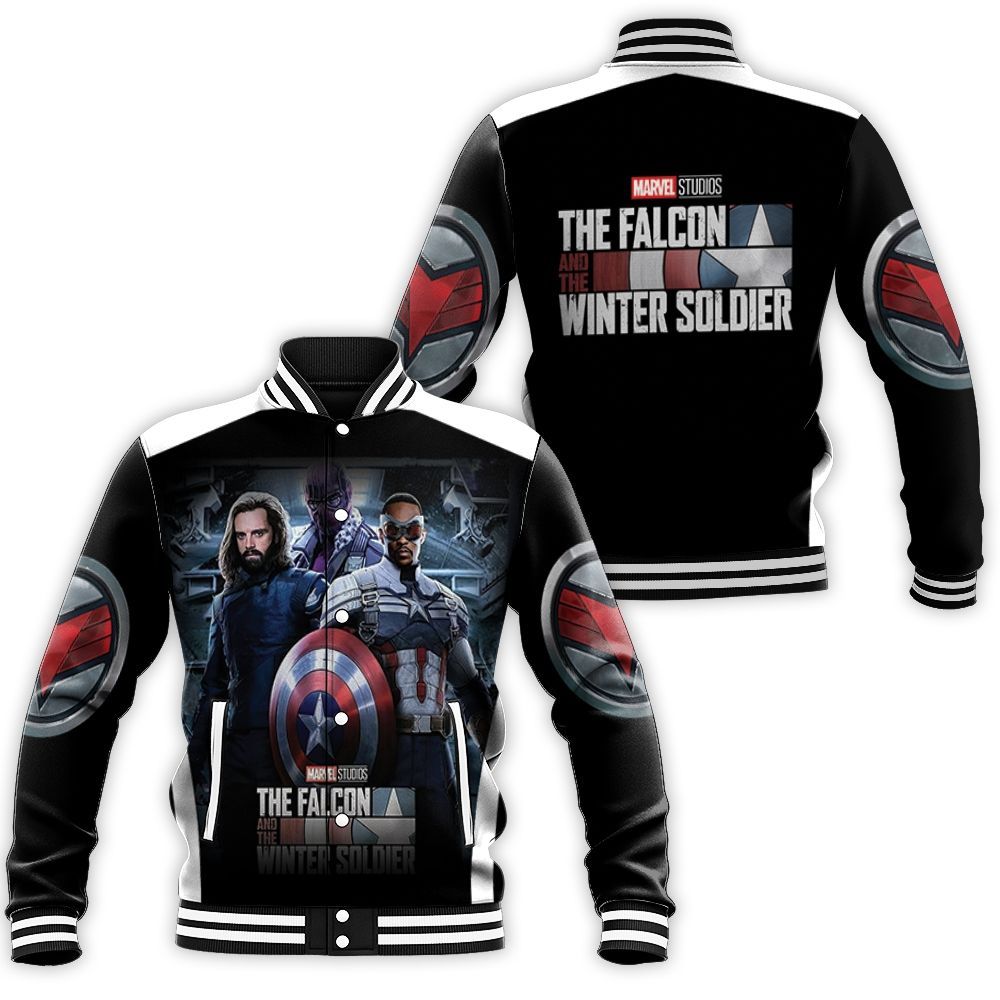 MARVEL STUDIOS
THE FALCON
AND
THE
WINTER SOLDIER
MARVEL STUDIOS
THE FALCON
AND
THE
WINTER SOLDIER